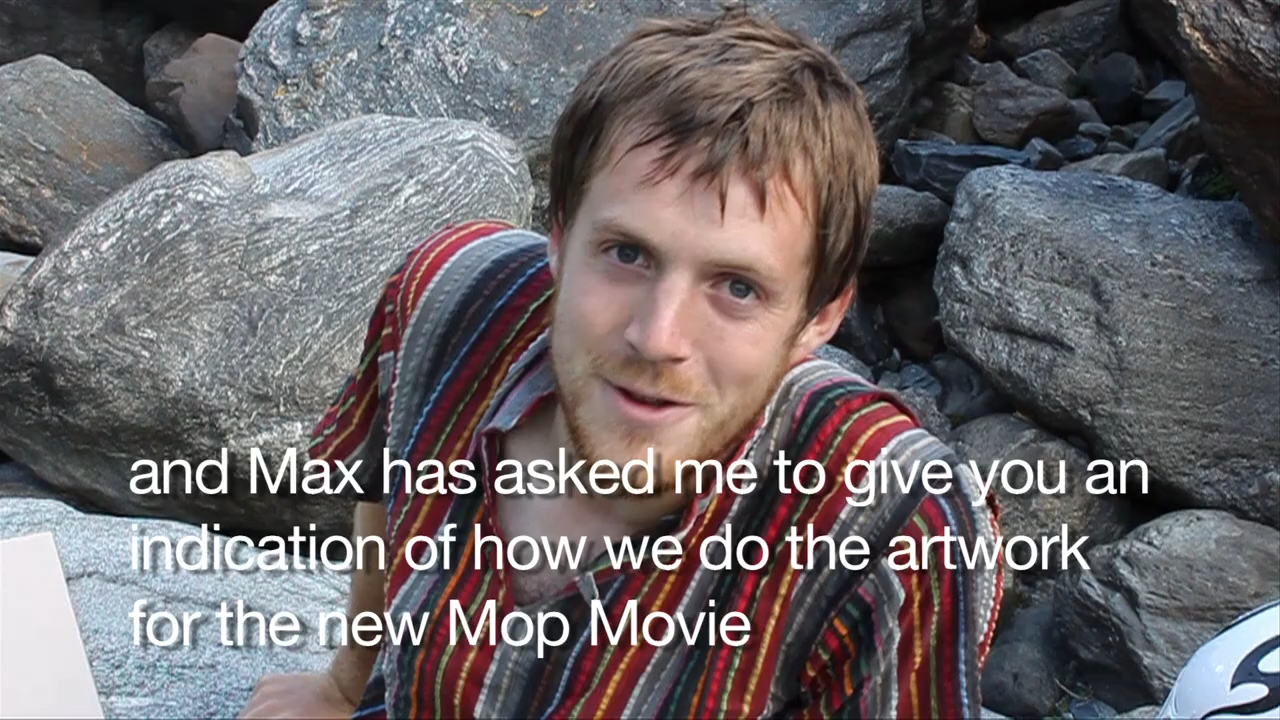 and Max has asked me to give you an
indication of how we do the artwork
for the new Mop Movie